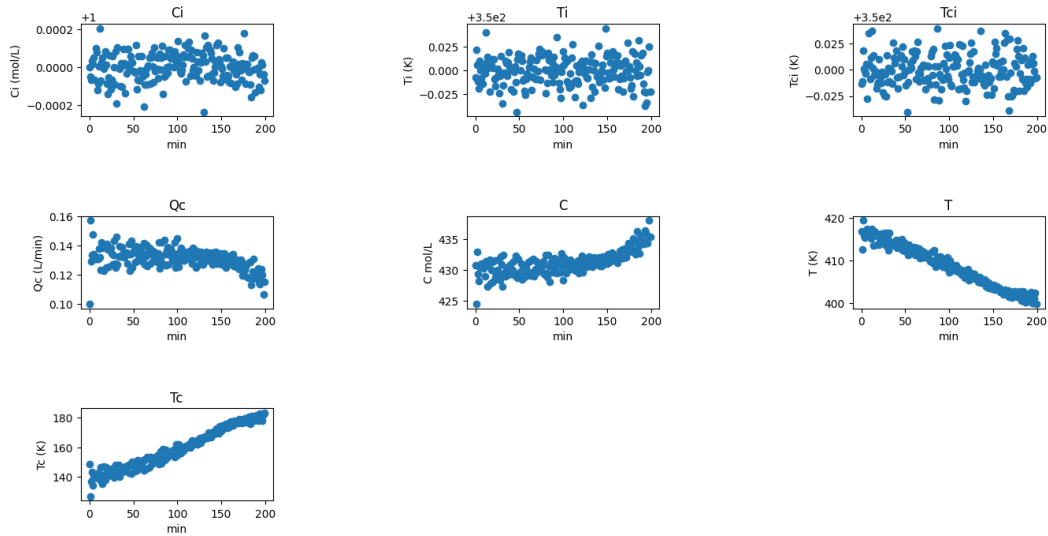 Ci
+1
0.0002
0.0000
−0.0002
Ci (mol/L)
0 50 100 150 200
min
Ti
+3.5e2
0.025
0.000
−0.025
Ti (K)
0 50 100 150 200
min
Tci
+3.5e2
0.025
0.000
−0.025
Tci (K)
0 50 100 150 200
min
Qc
0.16
0.14
0.12
0.10
Qc (L/min)
0 50 100 150 200
min
C
435
430
425
C mol/L
0 50 100 150 200
min
T
420
410
400
T (K)
0 50 100 150 200
min
Tc
180
160
140
Tc (K)
0 50 100 150 200
min